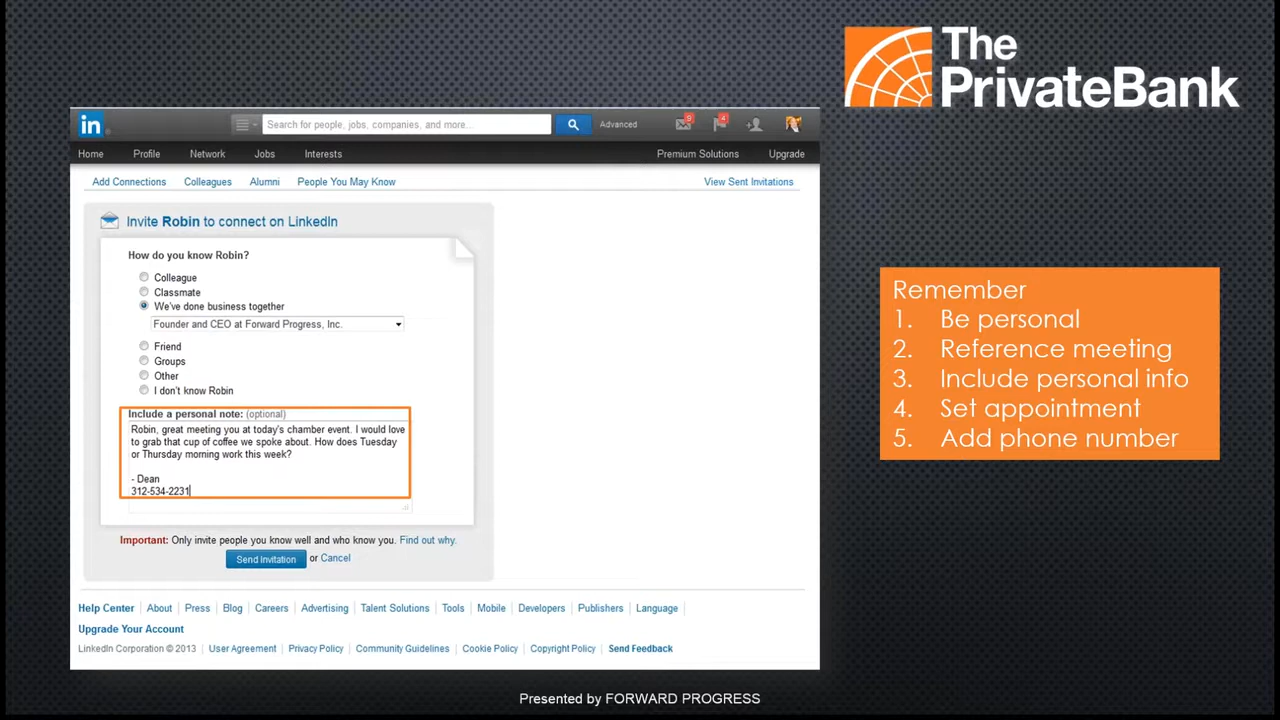 The
PrivateBank
in
Search for people, jobs, companies, and more...
Advanced
9
4
Home Profile Network Jobs Interests Premium Solutions Upgrade
Add Connections Colleagues Alumni People You May Know View Sent Invitations
Invite Robin to connect on LinkedIn
How do you know Robin?
Colleague
Classmate
We've done business together
Founder and CEO at Forward Progress, Inc.
Friend
Groups
Other
I don't know Robin
Include a personal note: (optional)
Robin, great meeting you at today's chamber event. I would love
to grab that cup of coffee we spoke about. How does Tuesday
or Thursday morning work this week?
- Dean
312-534-2231
Important: Only invite people you know well and who know you. Find out why.
Send Invitation or Cancel
Help Center About Press Blog Careers Advertising Talent Solutions Tools Mobile Developers Publishers Language
Upgrade Your Account
LinkedIn Corporation © 2013 User Agreement Privacy Policy Community Guidelines Cookie Policy Copyright Policy Send Feedback
Remember
1. Be personal
2. Reference meeting
3. Include personal info
4. Set appointment
5. Add phone number
Presented by FORWARD PROGRESS